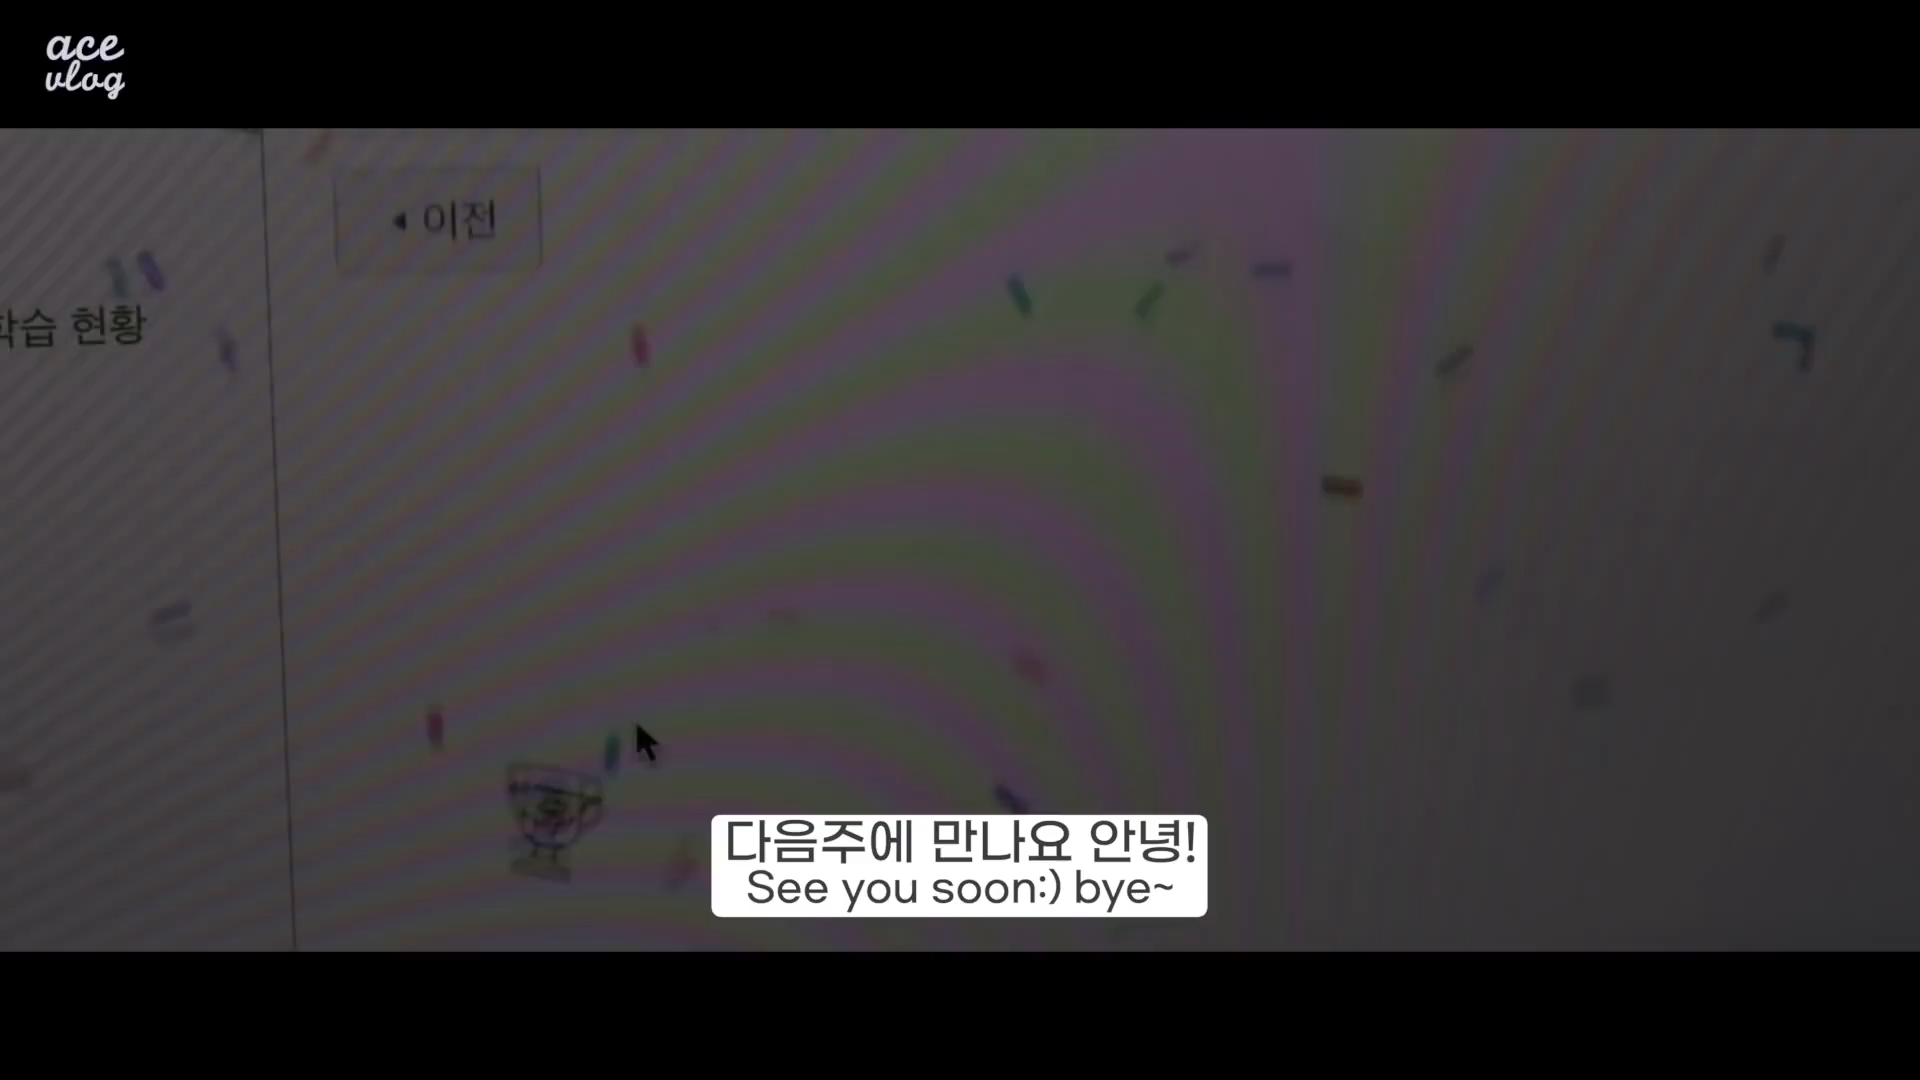 ace
vlog
◀ 이전
학습 현황
다음주에 만나요 안녕!
See you soon:) bye~